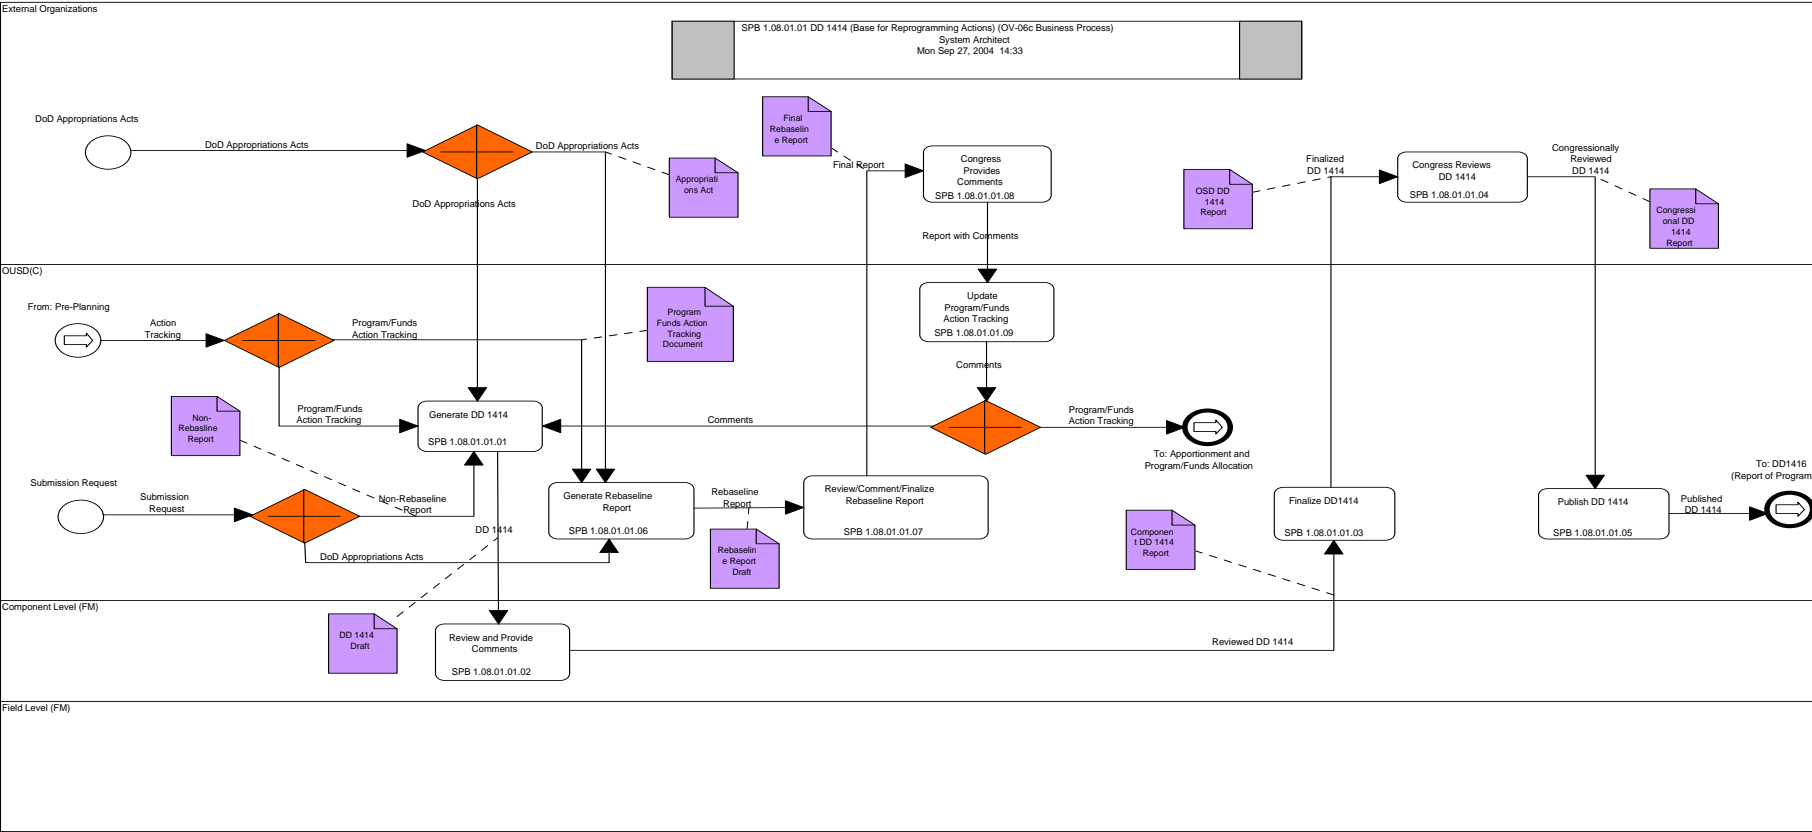 External Organizations
SPB 1.08.01.01 DD 1414 (Base for Reprogramming Actions) (OV-06c Business Process)
System Architect
Mon Sep 27, 2004  14:33
DoD Appropriations Acts
DoD Appropriations Acts
DoD Appropriations Acts
DoD Appropriations Acts
Appropriati
ons Act
Final
Rebaselin
e Report
Final Report
Congress
Provides
Comments
SPB 1.08.01.01.08
Report with Comments
OSD DD
1414
Report
Finalized
DD 1414
Congress Reviews
DD 1414
SPB 1.08.01.01.04
Congressionally
Reviewed
DD 1414
Congressi
onal DD
1414
Report
OUSD(C)
From: Pre-Planning
Action
Tracking
Program/Funds
Action Tracking
Program
Funds Action
Tracking
Document
Update
Program/Funds
Action Tracking
SPB 1.08.01.01.09
Comments
Non-
Rebasline
Report
Program/Funds
Action Tracking
Generate DD 1414
SPB 1.08.01.01.01
Comments
Program/Funds
Action Tracking
To: Apportionment and
Program/Funds Allocation
Submission Request
Submission
Request
Non-Rebaseline
Report
DD 1414
DoD Appropriations Acts
Generate Rebaseline
Report
SPB 1.08.01.01.06
Rebaseline
Report
Rebaselin
e Report
Draft
Review/Comment/Finalize
Rebaseline Report
SPB 1.08.01.01.07
Componen
t DD 1414
Report
Finalize DD1414
SPB 1.08.01.01.03
Publish DD 1414
SPB 1.08.01.01.05
Published
DD 1414
To: DD1416
(Report of Program
Component Level (FM)
DD 1414
Draft
Review and Provide
Comments
SPB 1.08.01.01.02
Reviewed DD 1414
Field Level (FM)